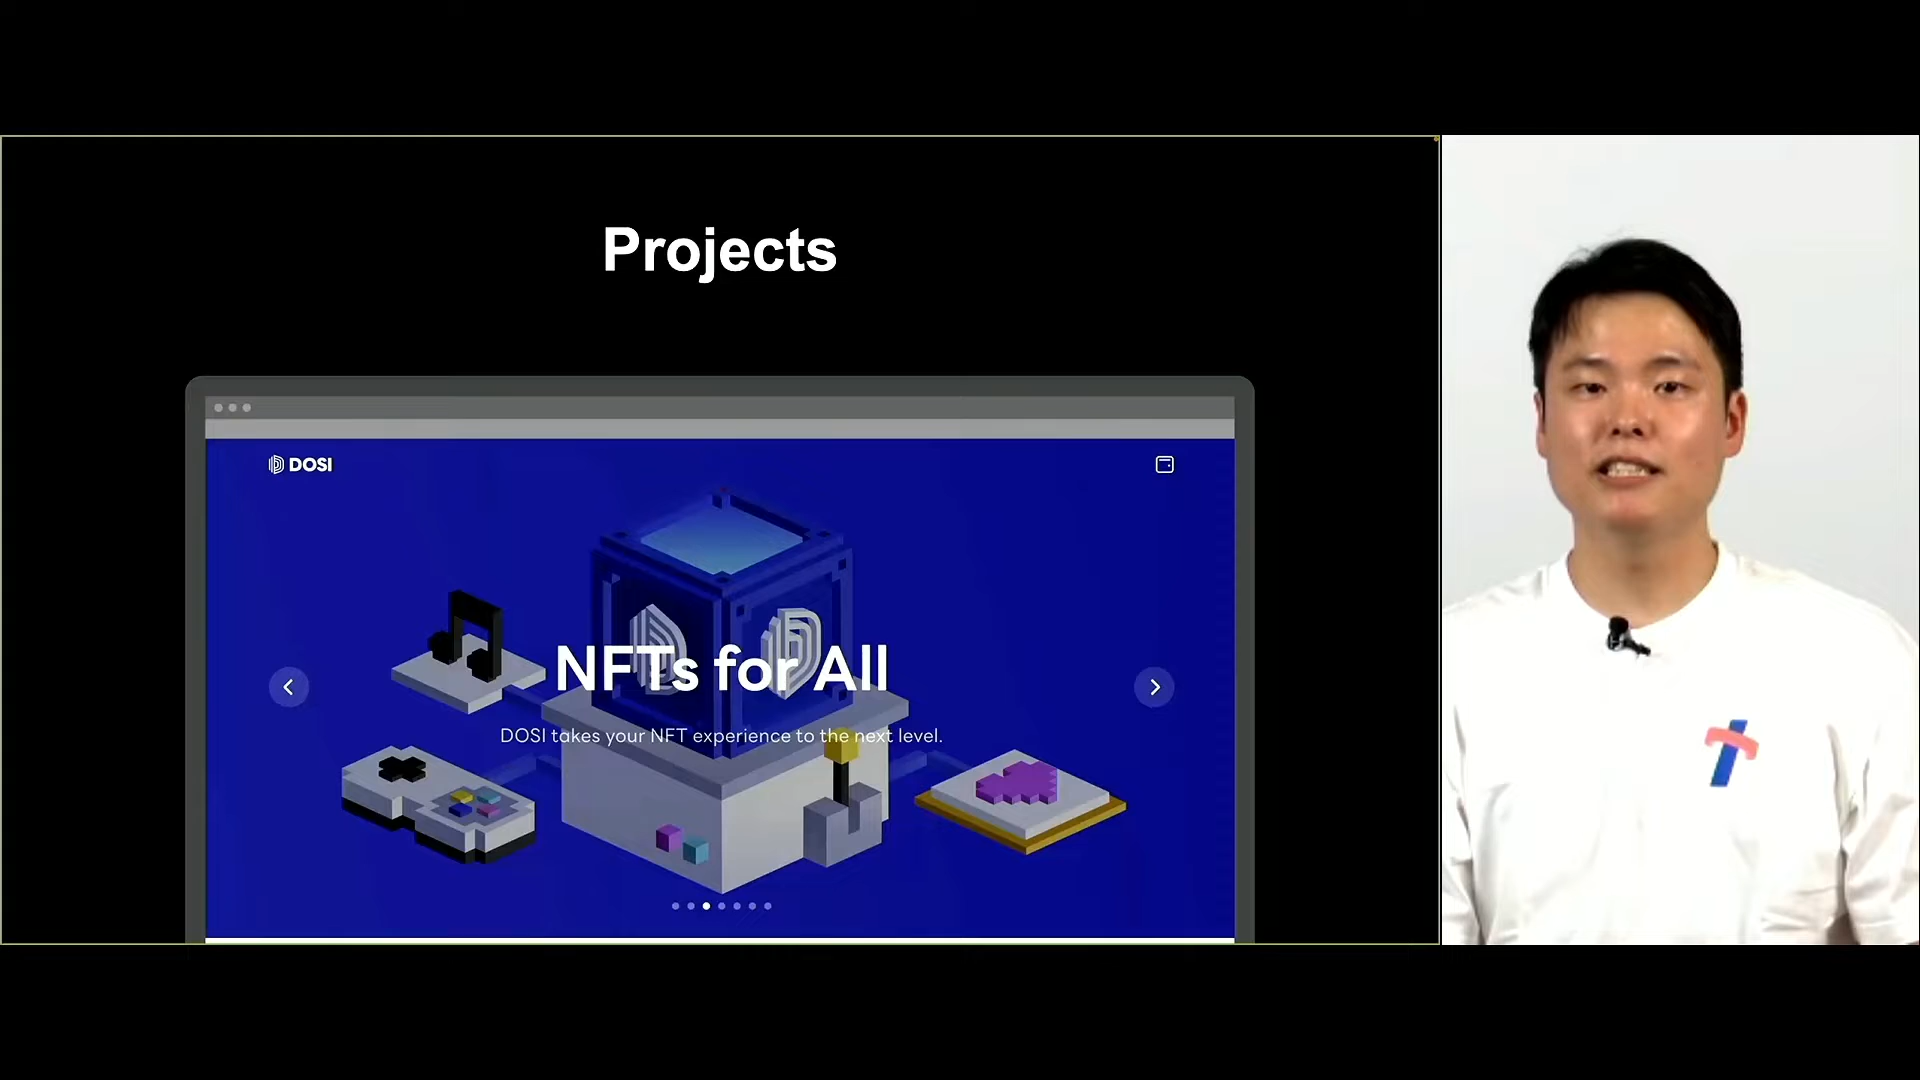 Projects
DOSI
NFTs for All
DOSI takes your NFT experience to the next level.